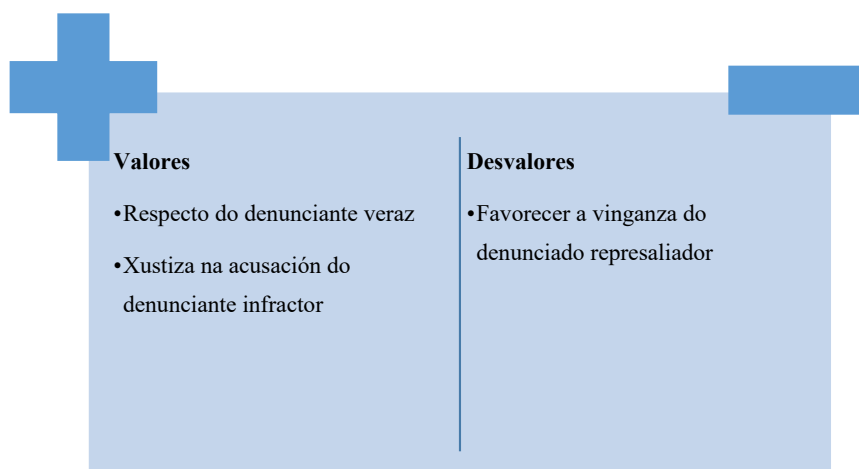 Valores
•Respecto do denunciante veraz
•Xustiza na acusación do
denunciante infractor
Desvalores
•Favorecer a vinganza do
denunciado represaliador